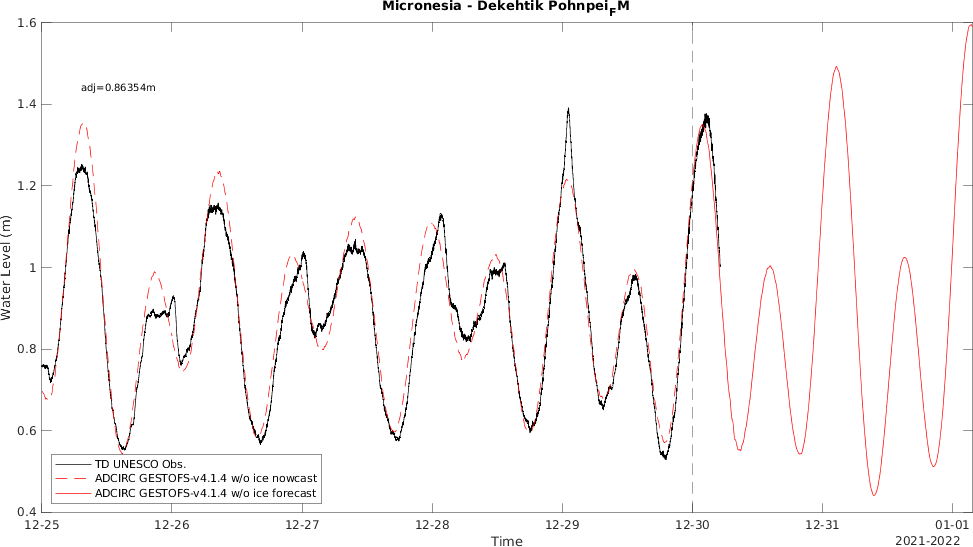 Micronesia - Dekehtik Pohnpei_FM
adj=0.86354m
Water Level (m)
1.6
1.4
1.2
1
0.8
0.6
0.4
TD UNESCO Obs.
ADCIRC GESTOFS-v4.1.4 w/o ice nowcast
ADCIRC GESTOFS-v4.1.4 w/o ice forecast
12-25 12-26 12-27 12-28 12-29 12-30 12-31 01-01
Time
2021-2022